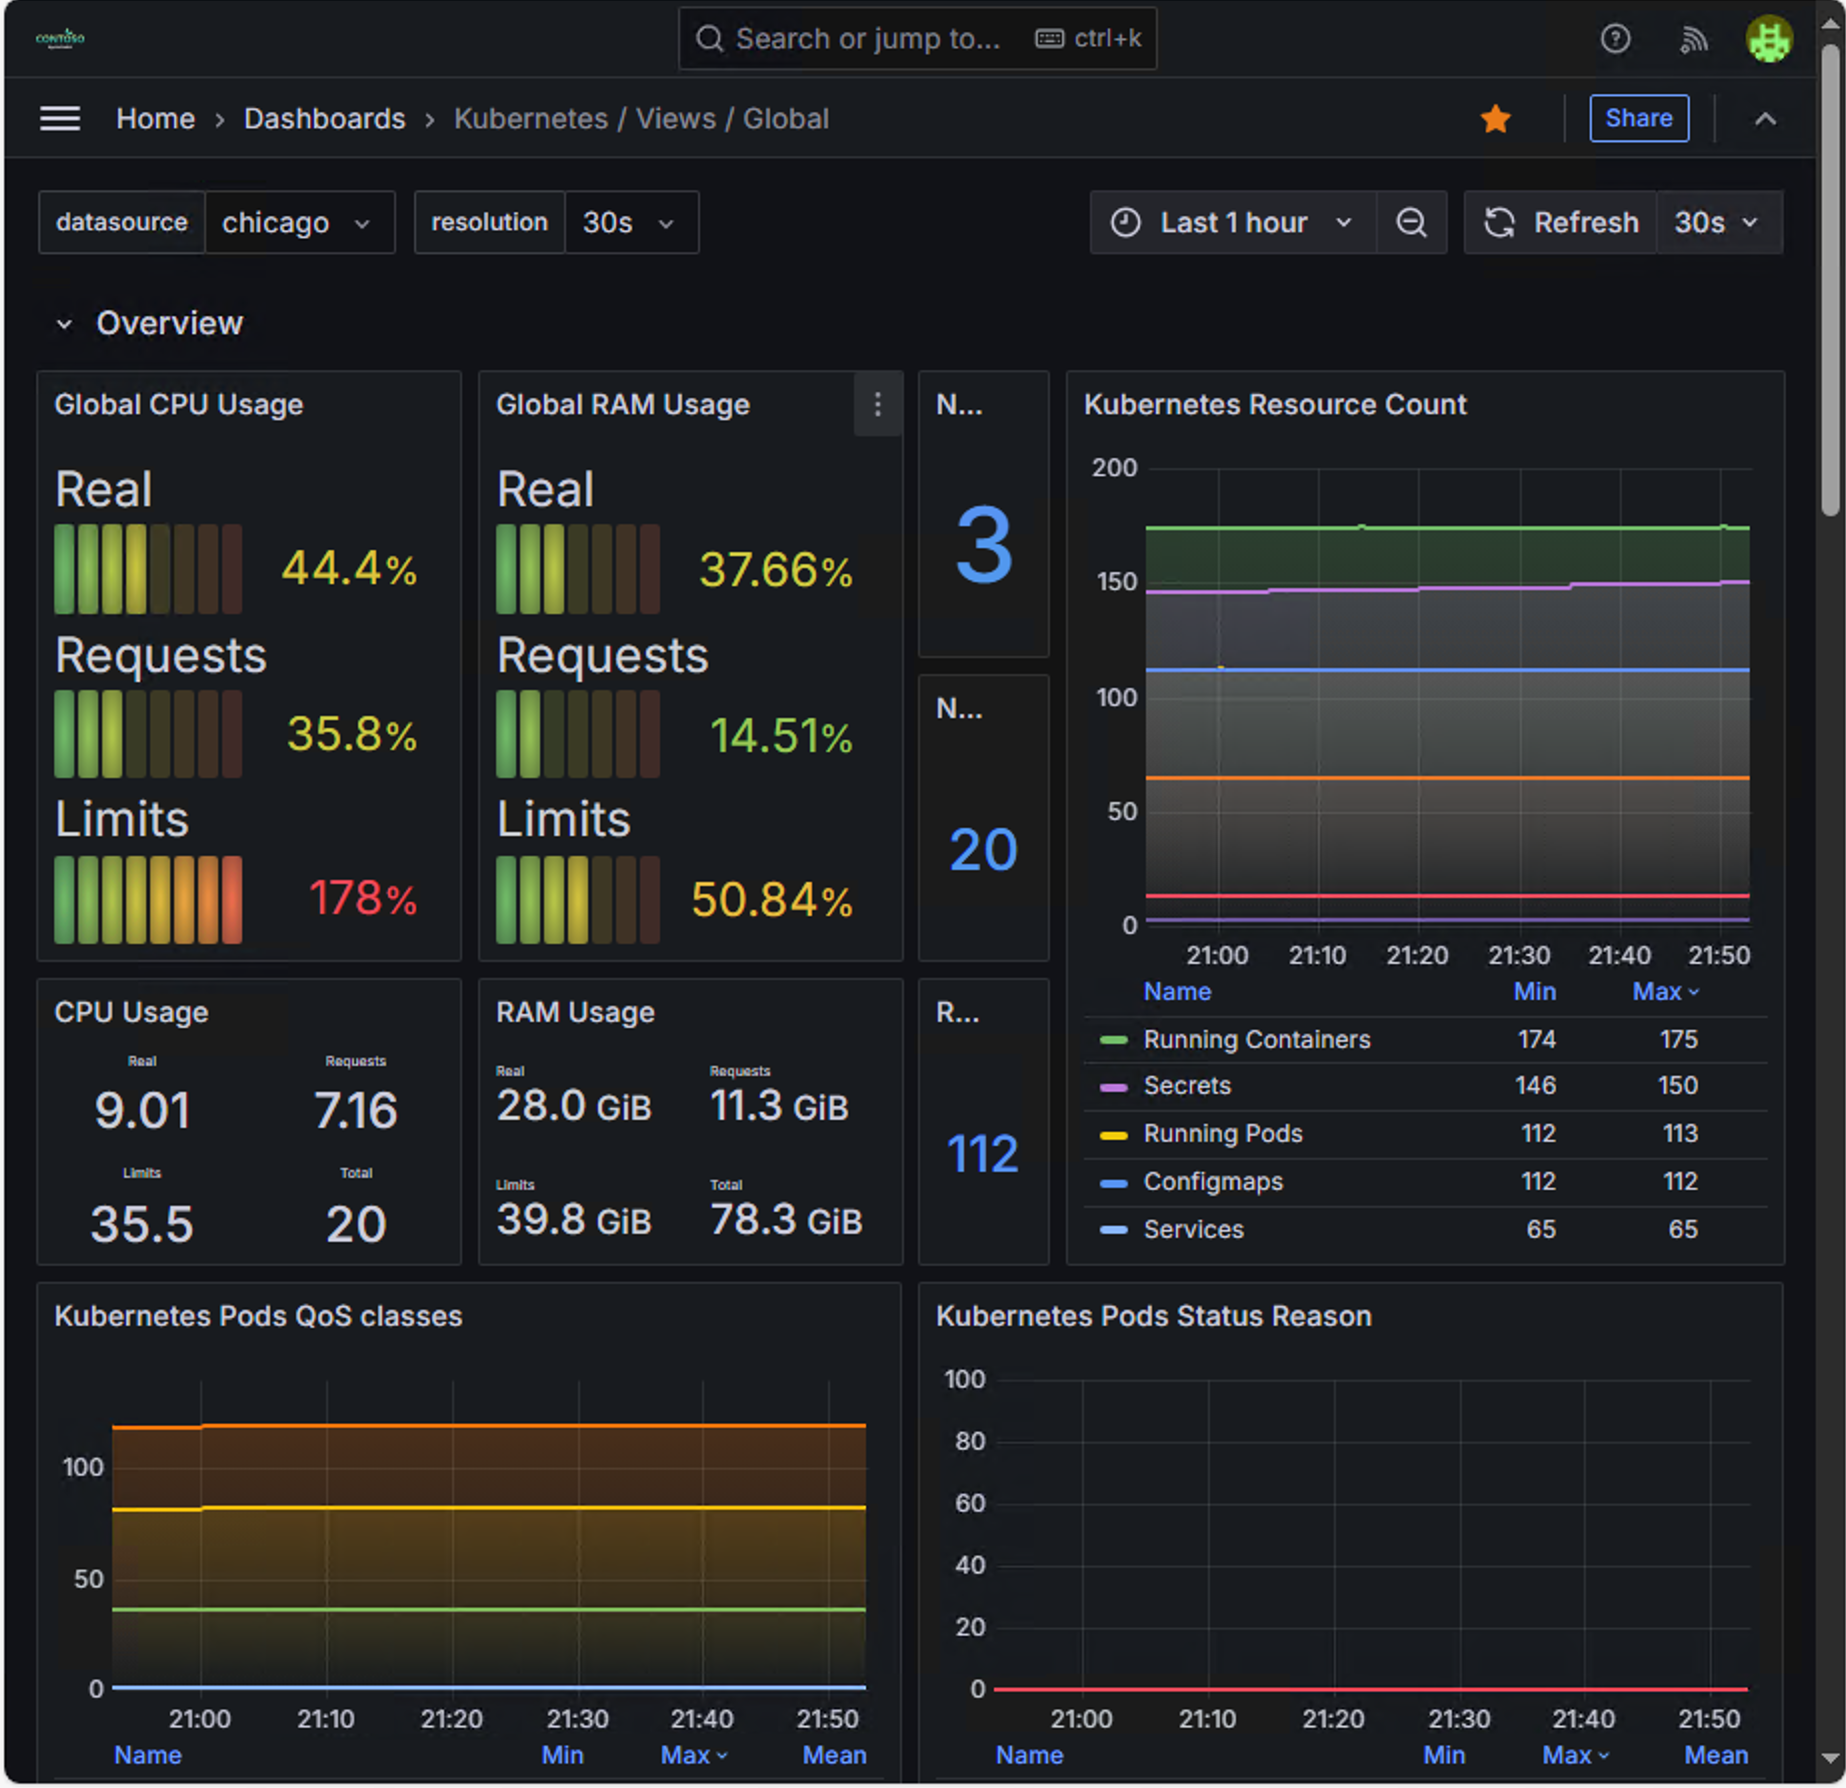 CONTOSO
Search or jump to... ctrl+k
Home › Dashboards › Kubernetes / Views / Global
Share
datasource chicago
resolution 30s
Last 1 hour
Refresh 30s
Overview
Global CPU Usage
Real
44.4%
Requests
35.8%
Limits
178%
Global RAM Usage
Real
37.66%
Requests
14.51%
Limits
50.84%
N...
3
N...
20
Kubernetes Resource Count
200
150
100
50
0
21:00 21:10 21:20 21:30 21:40 21:50
Name Min Max
Running Containers 174 175
Secrets 146 150
Running Pods 112 113
Configmaps 112 112
Services 65 65
CPU Usage
Real Requests
9.01 7.16
Limits Total
35.5 20
RAM Usage
Real Requests
28.0 GiB 11.3 GiB
Limits Total
39.8 GiB 78.3 GiB
R...
112
Kubernetes Pods QoS classes
100
50
0
21:00 21:10 21:20 21:30 21:40 21:50
Name Min Max Mean
Kubernetes Pods Status Reason
100
80
60
40
20
0
21:00 21:10 21:20 21:30 21:40 21:50
Name Min Max Mean